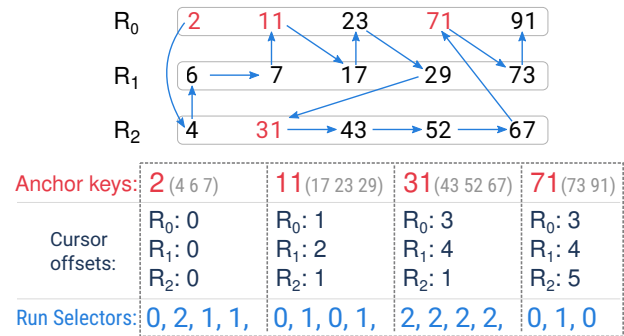 R0 2 11 23 71 91
R1 6 7 17 29 73
R2 4 31 43 52 67
Anchor keys: 2 (4 6 7) 11 (17 23 29) 31 (43 52 67) 71 (73 91)
Cursor offsets:
R0: 0 R0: 1 R0: 3 R0: 3
R1: 0 R1: 2 R1: 4 R1: 4
R2: 0 R2: 1 R2: 1 R2: 5
Run Selectors: 0, 2, 1, 1, 0, 1, 0, 1, 2, 2, 2, 2, 0, 1, 0